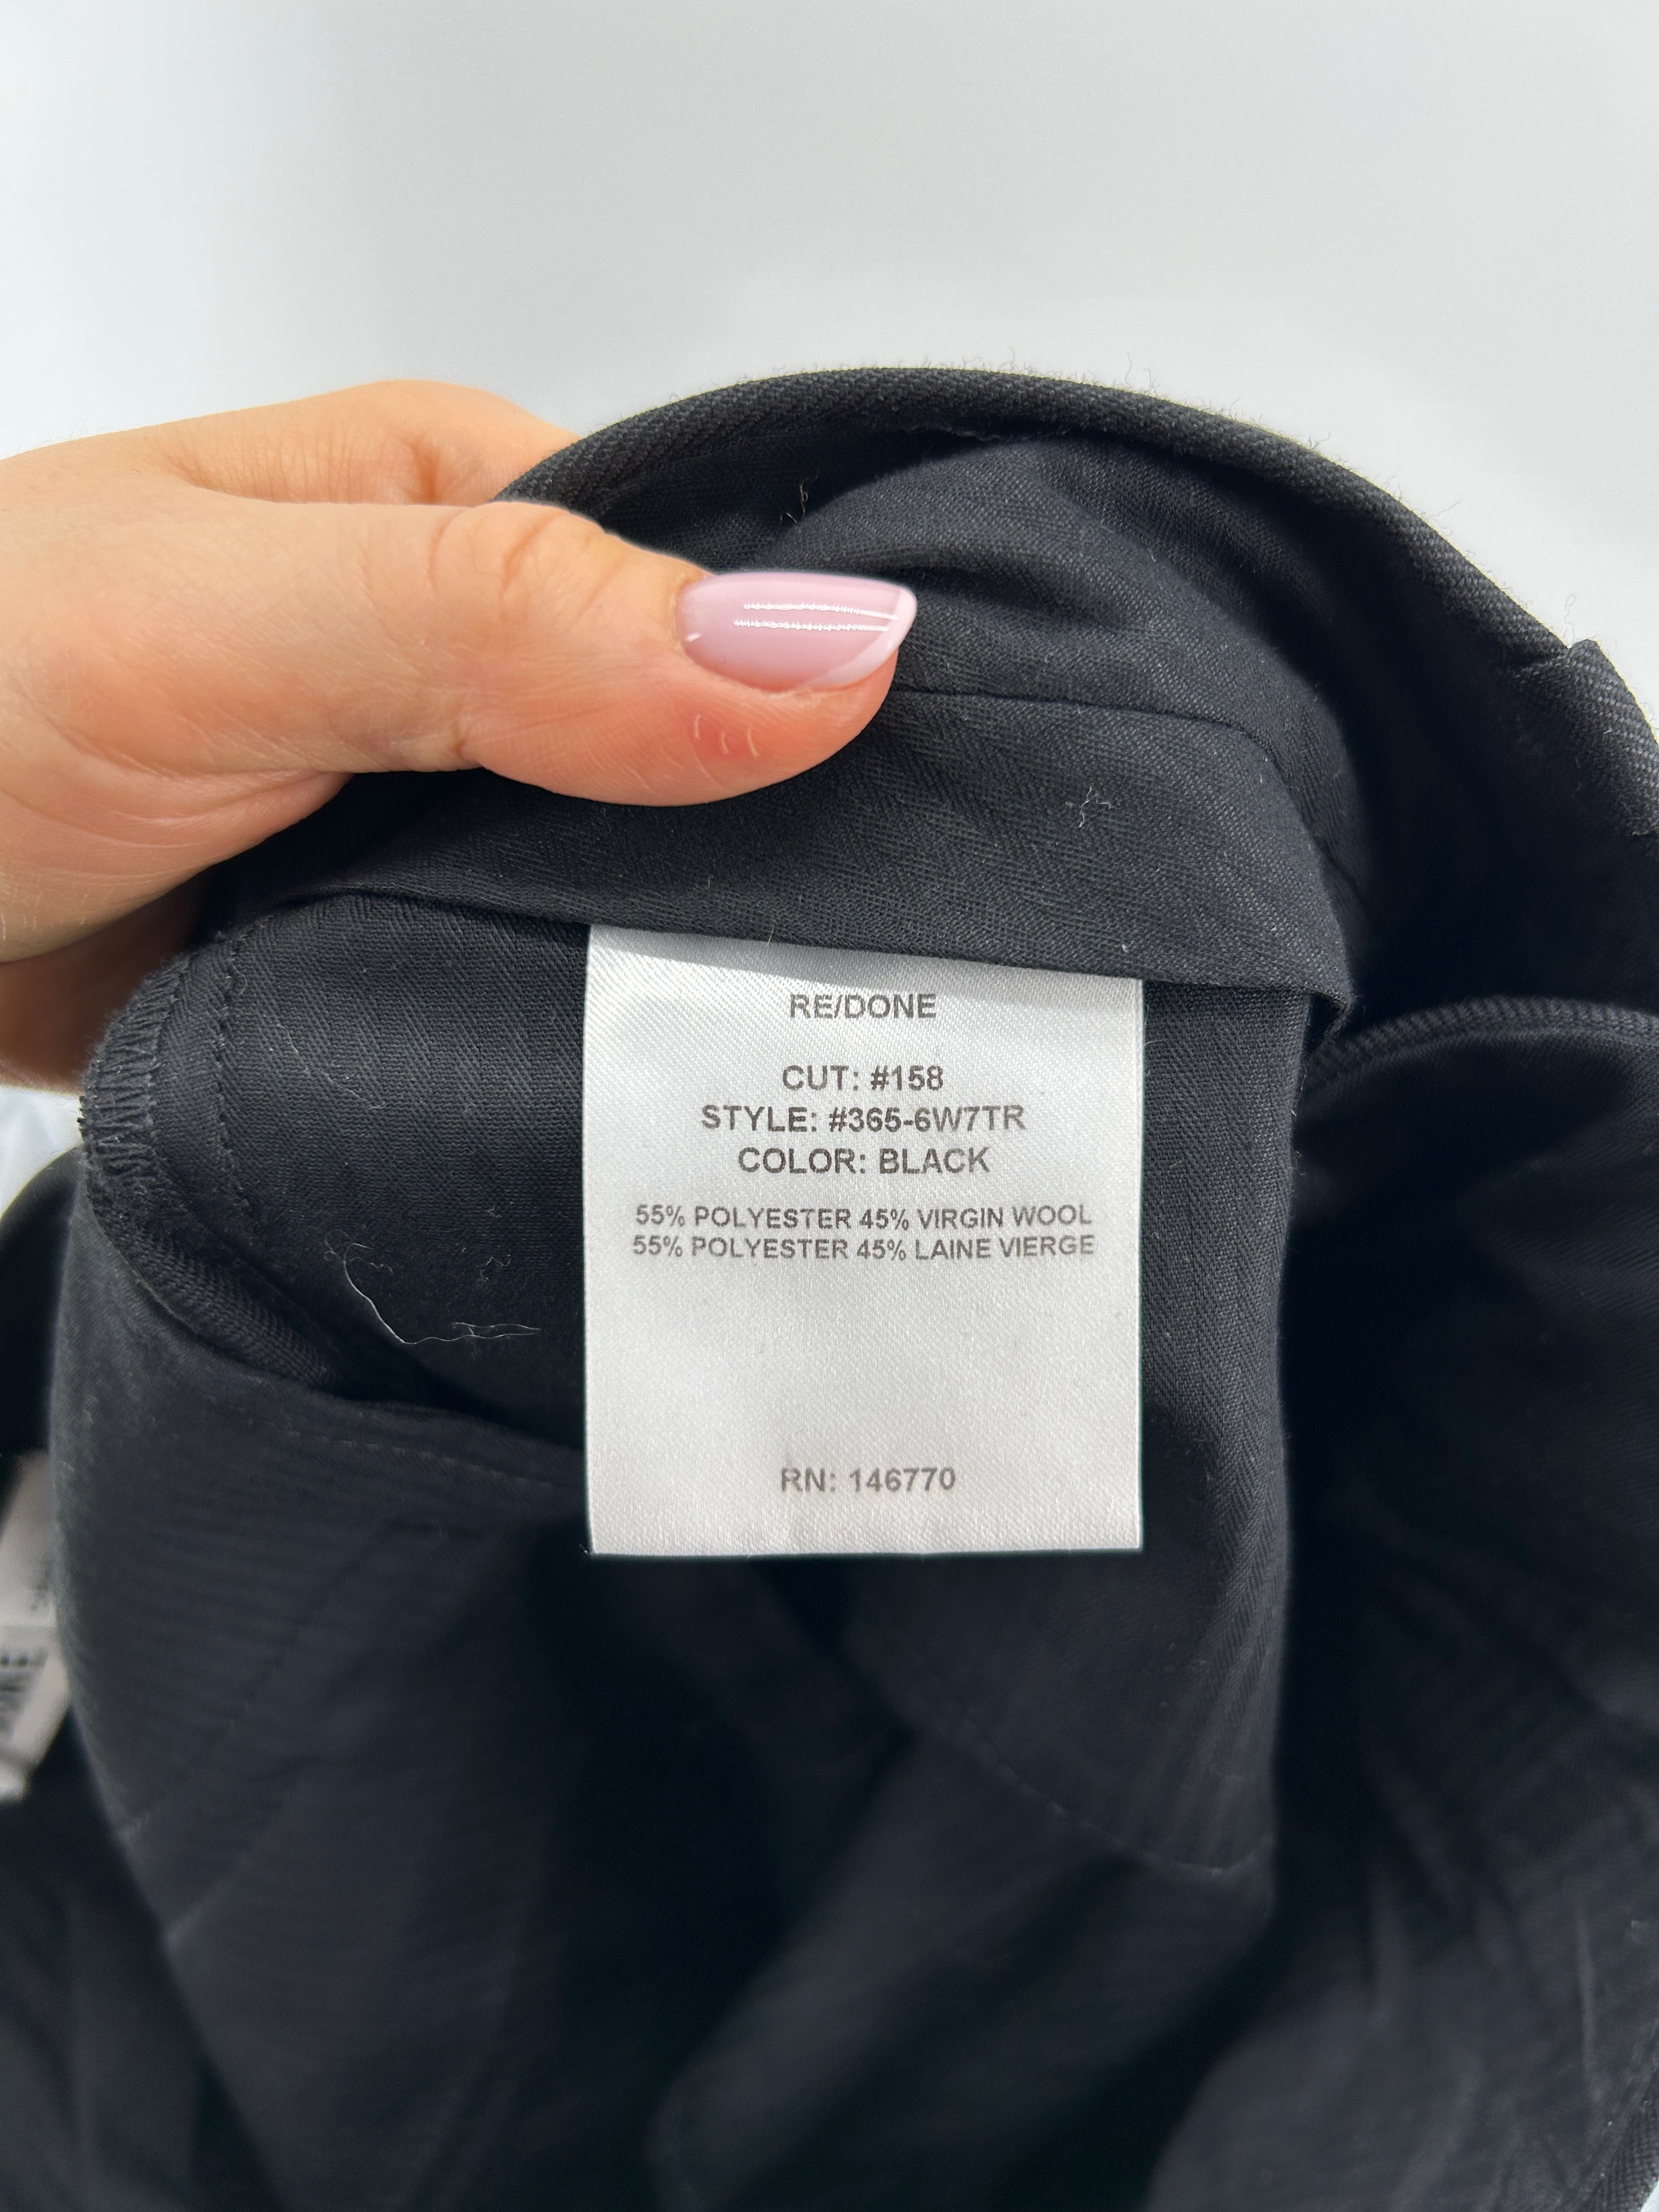 RE/DONE
CUT: #158
STYLE: #365-6W7TR
COLOR: BLACK
55% POLYESTER 45% VIRGIN WOOL
55% POLYESTER 45% LAINE VIERGE
RN: 146770